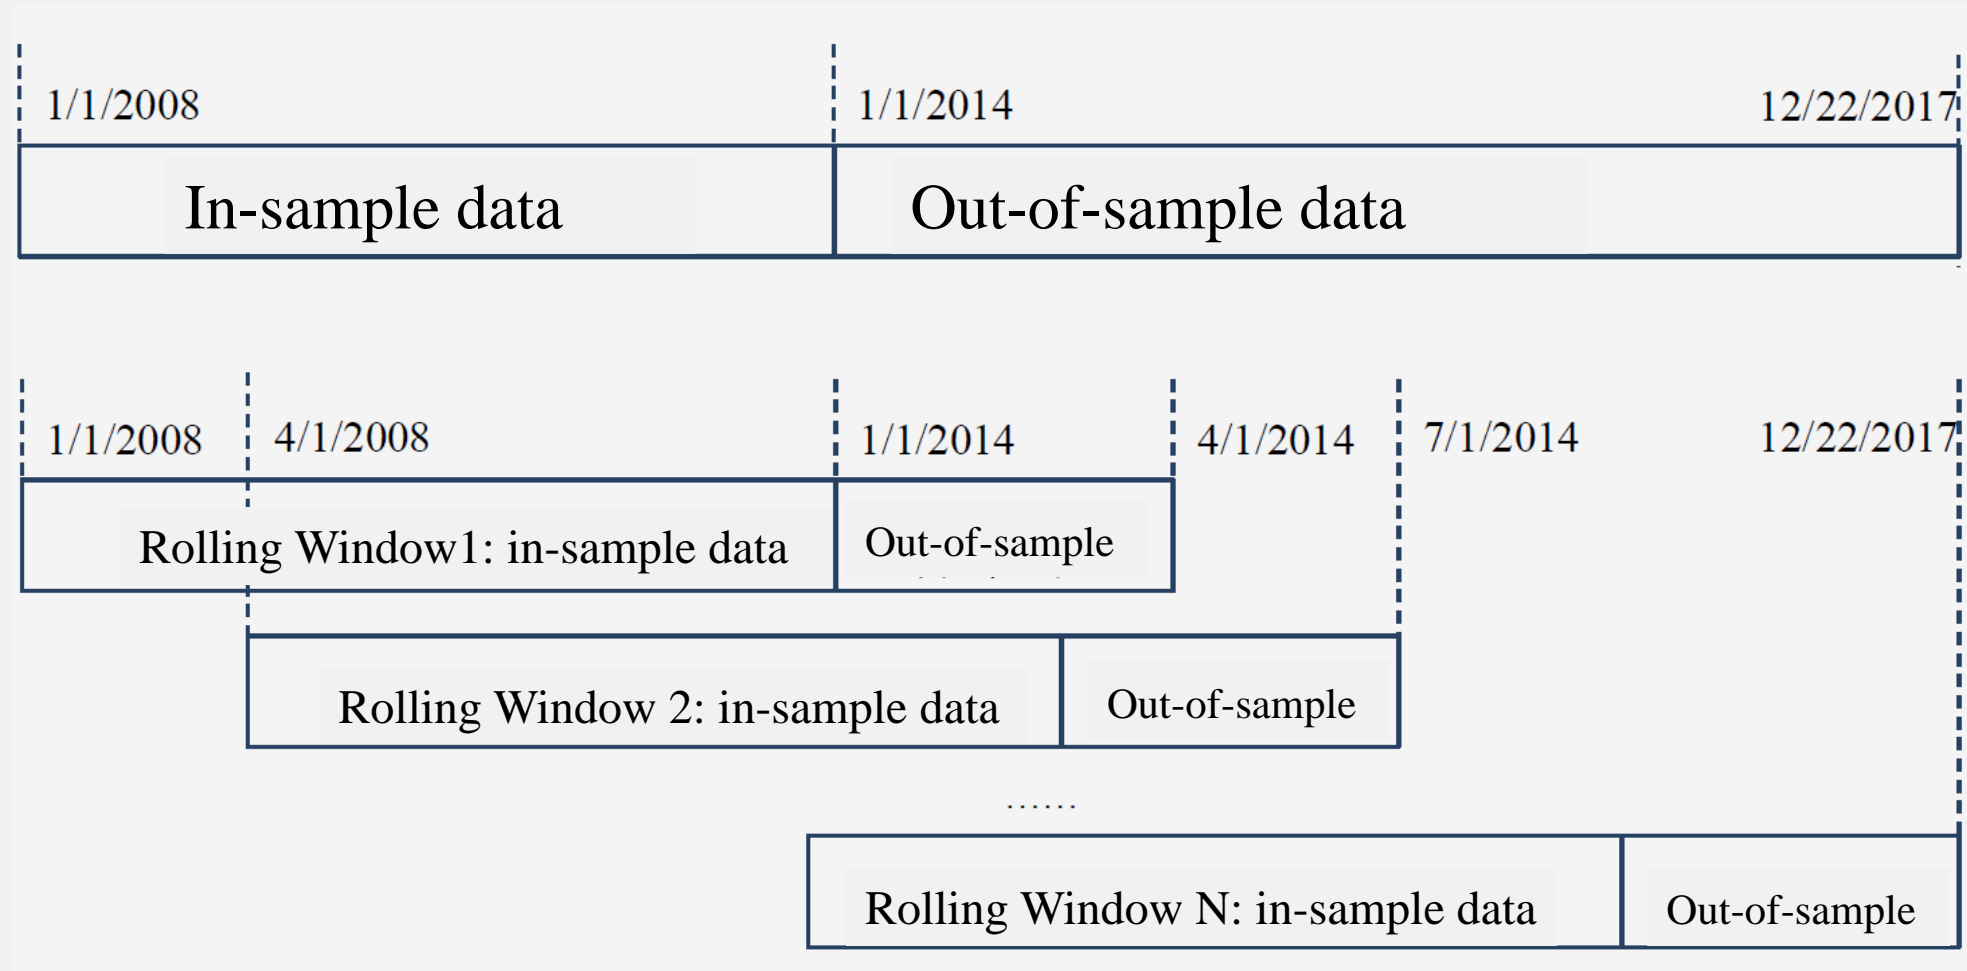 1/1/2008 1/1/2014 12/22/2017
In-sample data Out-of-sample data
1/1/2008 4/1/2008 1/1/2014 4/1/2014 7/1/2014 12/22/2017
Rolling Window1: in-sample data Out-of-sample
Rolling Window 2: in-sample data Out-of-sample
......
Rolling Window N: in-sample data Out-of-sample